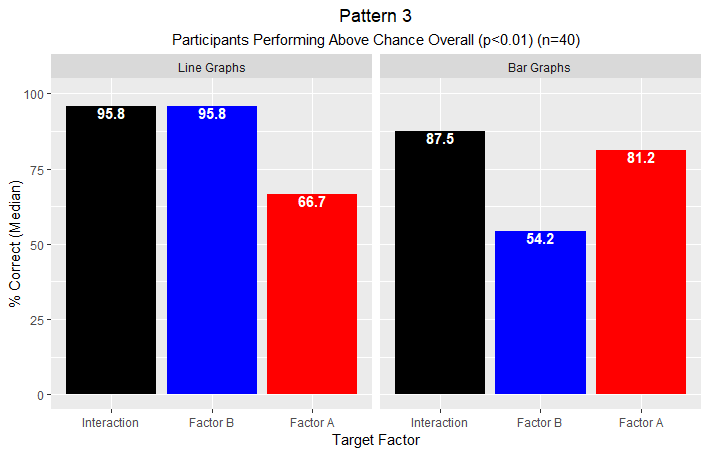 Pattern 3
Participants Performing Above Chance Overall (p<0.01) (n=40)
Line Graphs
Bar Graphs
% Correct (Median)
100
75
50
25
0
95.8
95.8
66.7
87.5
54.2
81.2
Interaction
Factor B
Factor A
Interaction
Factor B
Factor A
Target Factor